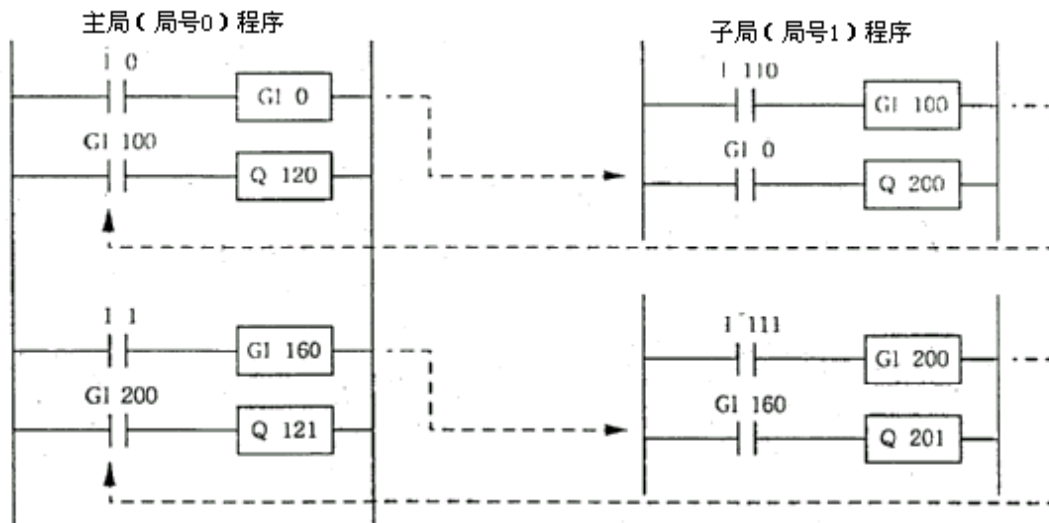 主局(局号0)程序
I 0
GI 0
GI 100
Q 120
I 1
GI 160
GI 200
Q 121
子局(局号1)程序
I 110
GI 100
GI 0
Q 200
I 111
GI 200
GI 160
Q 201